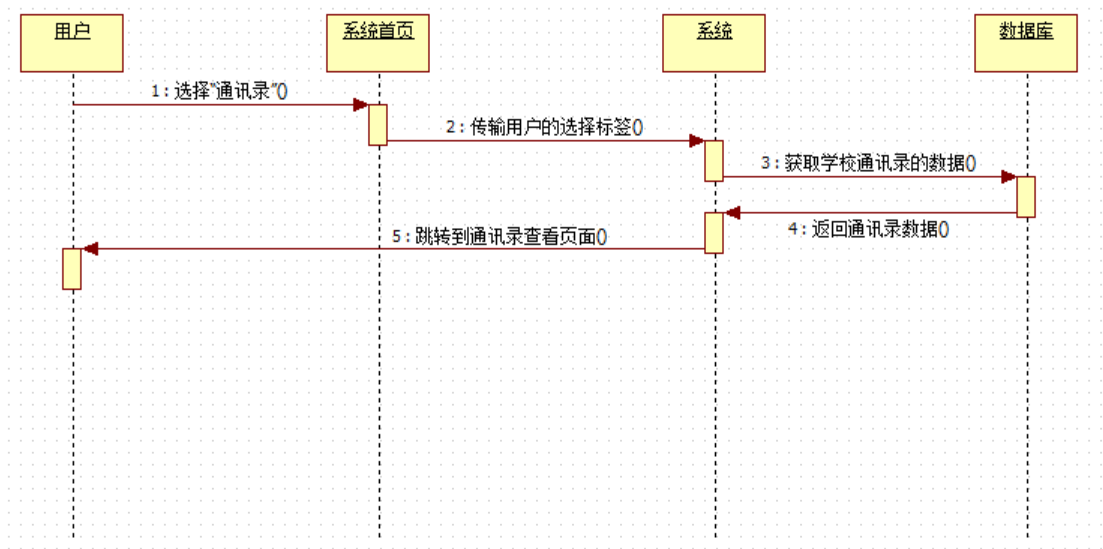 用户
系统首页
系统
数据库
1 : 选择"通讯录"()
2 : 传输用户的选择标签()
3 : 获取学校通讯录的数据()
4 : 返回通讯录数据()
5 : 跳转到通讯录查看页面()